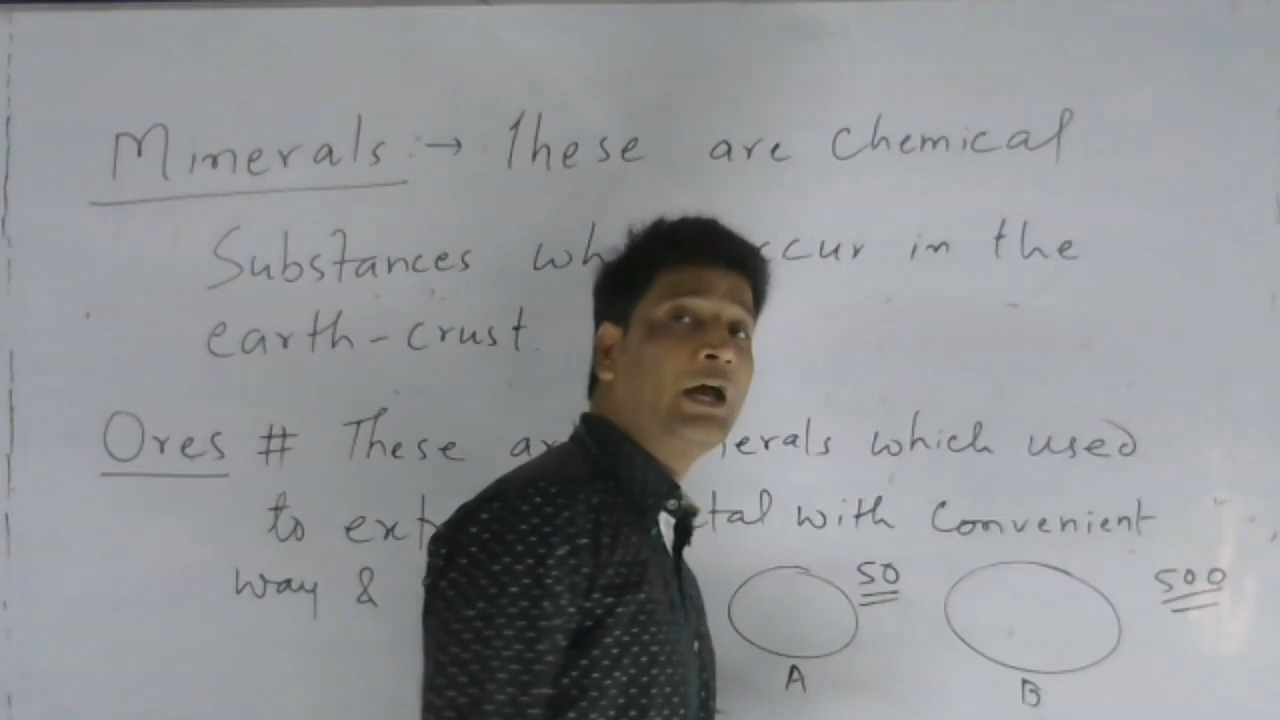 Minerals :→ These are Chemical
Substances wh ccur in the
earth-crust.
Ores # These ar erals which used
to ext tal with Convenient
way &
50
500
A
B